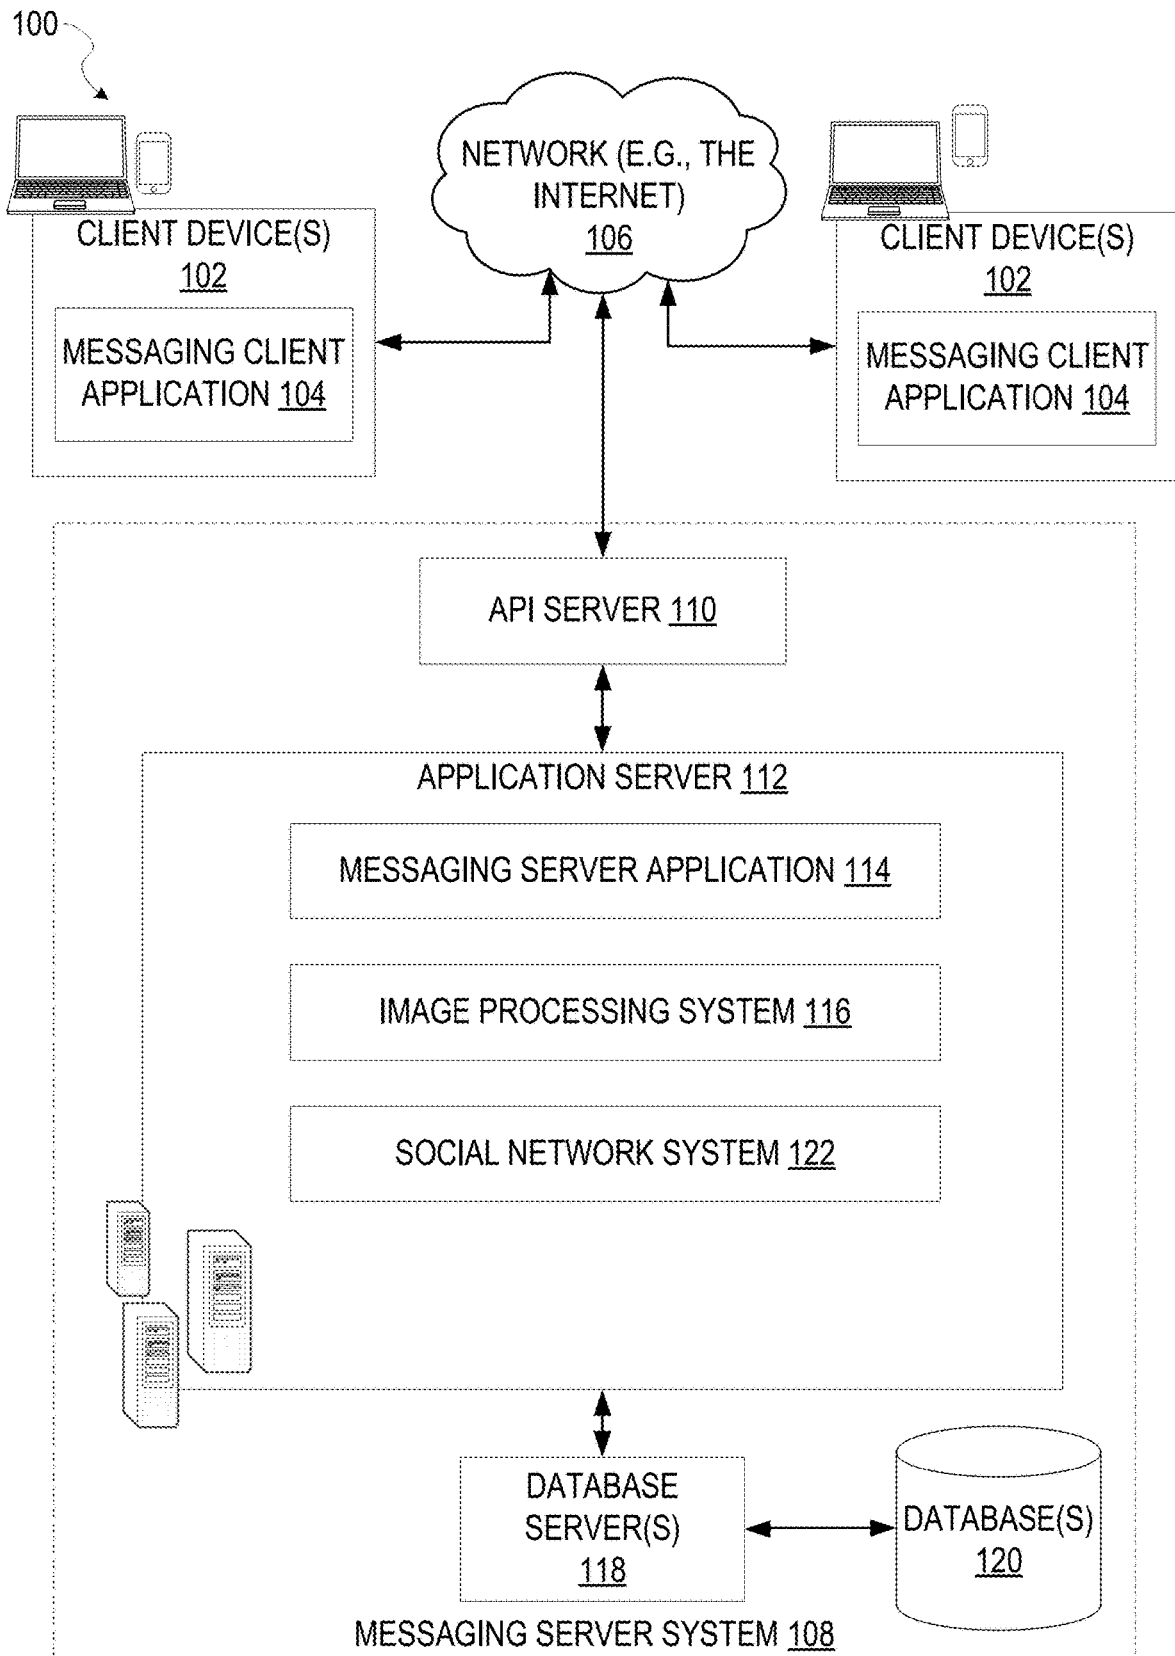 100
NETWORK (E.G., THE
INTERNET)
106
CLIENT DEVICE(S)
102
MESSAGING CLIENT
APPLICATION 104
CLIENT DEVICE(S)
102
MESSAGING CLIENT
APPLICATION 104
API SERVER 110
APPLICATION SERVER 112
MESSAGING SERVER APPLICATION 114
IMAGE PROCESSING SYSTEM 116
SOCIAL NETWORK SYSTEM 122
DATABASE
SERVER(S)
118
DATABASE(S)
120
MESSAGING SERVER SYSTEM 108